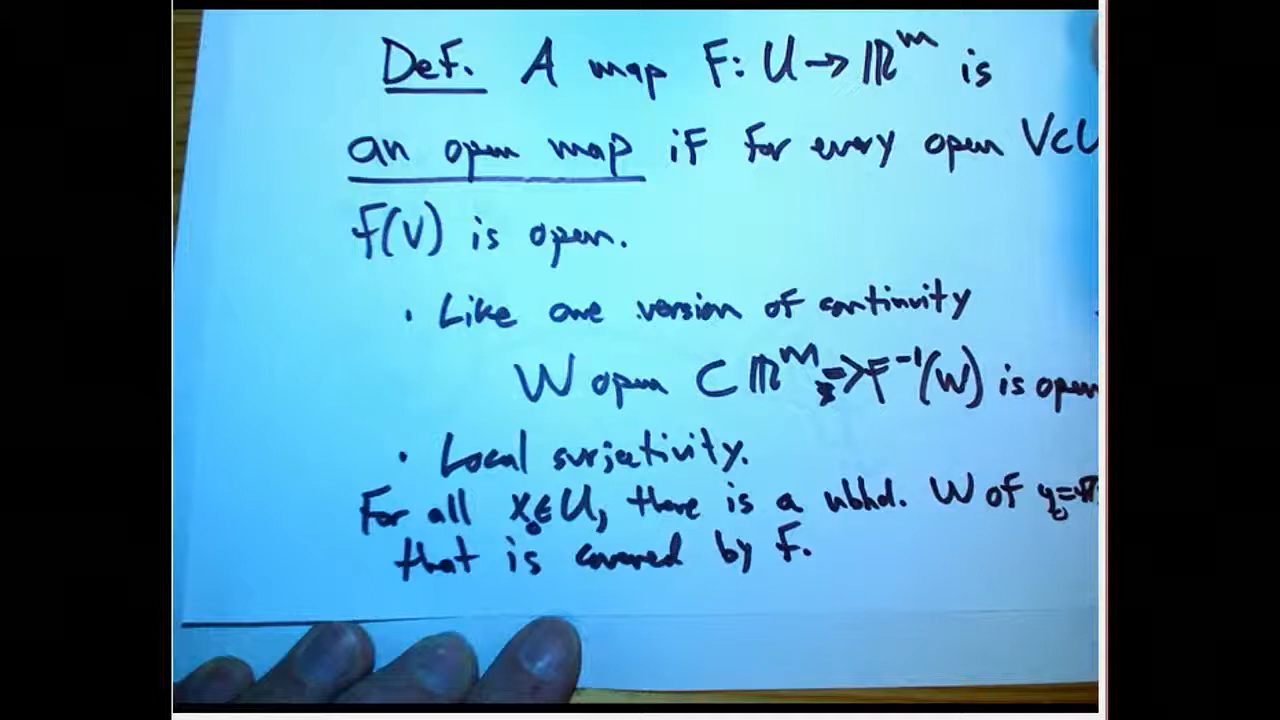 Def. A map F: U → ℝᵐ is
an open map if for every open V⊂U
F(V) is open.
· Like one version of continuity
W open ⊂ ℝᵐ ⇒ F⁻¹(W) is open
· Local surjectivity.
For all x₀∈U, there is a nbhd. W of y₀=
that is covered by F.